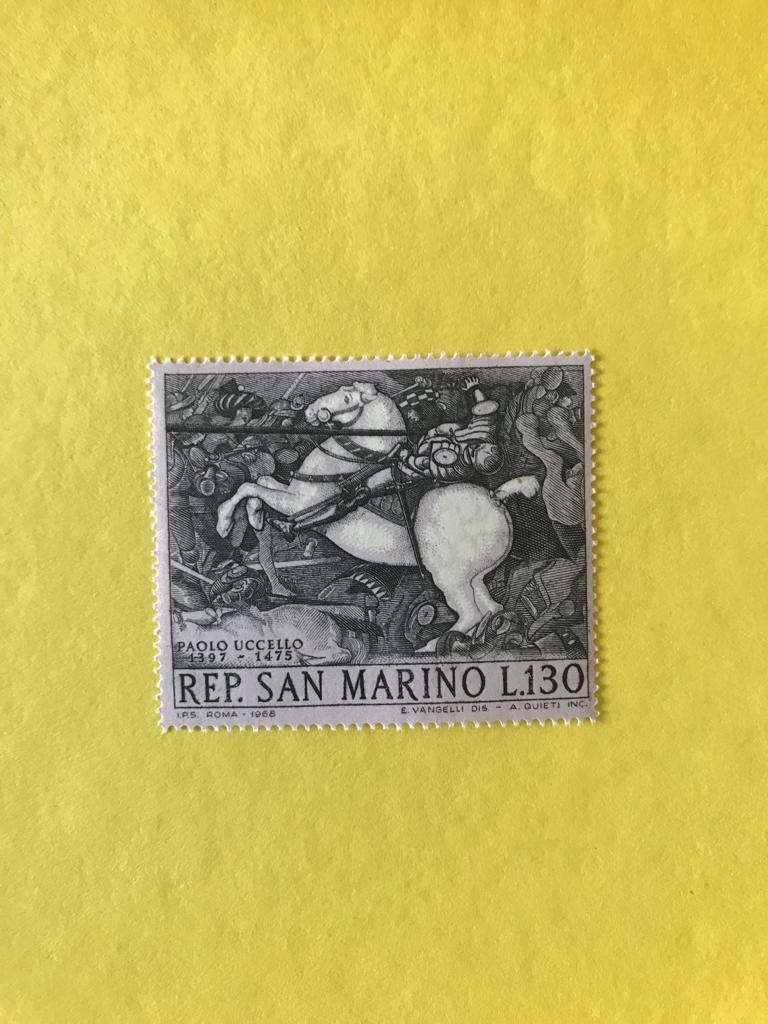 PAOLO UCCELLO
1397 - 1475
REP. SAN MARINO L.130
I.P.S. ROMA - 1968
E. VANGELLI DIS - A. QUIETI INC.